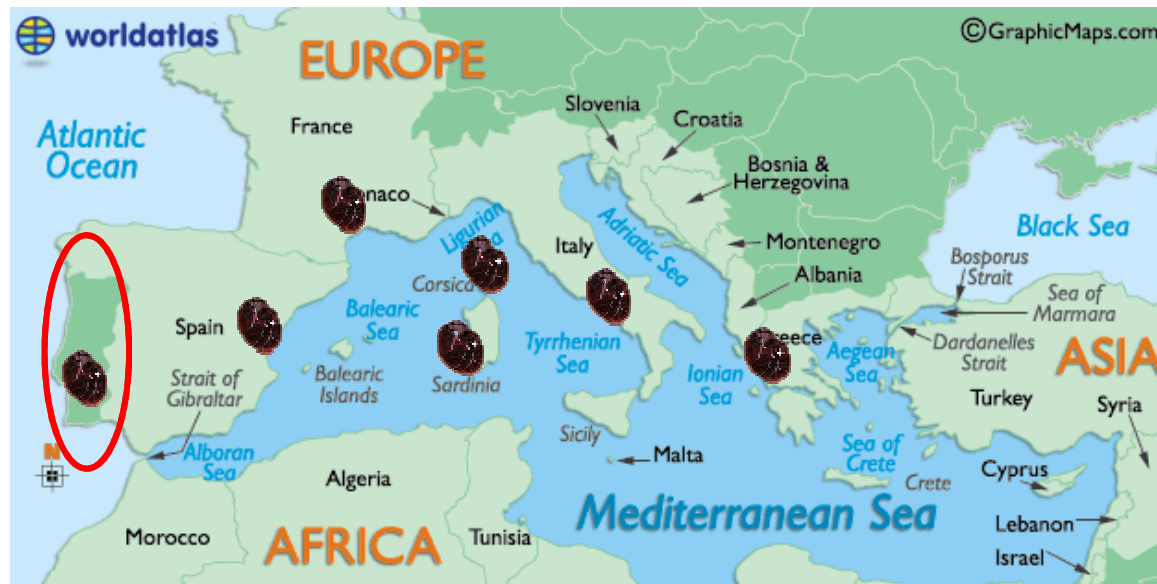 worldatlas
©GraphicMaps.com
EUROPE
Atlantic
Ocean
France
Slovenia
Croatia
Bosnia &
Herzegovina
Black Sea
Ligurian
Adriatic Sea
Italy
Montenegro
Albania
Bosporus
Strait
Sea of
Marmara
Corsica
Balearic
Sea
Spain
Tyrrhenian
Sea
Ionian
Sea
Aegean
Sea
Dardanelles
Strait
ASIA
Strait of
Gibraltar
Balearic
Islands
Sardinia
Turkey
Syria
Sicily
Malta
Sea of
Crete
Crete
Cyprus
N
Alboran
Sea
Algeria
Mediterranean Sea
Lebanon
Israel
Morocco
AFRICA
Tunisia